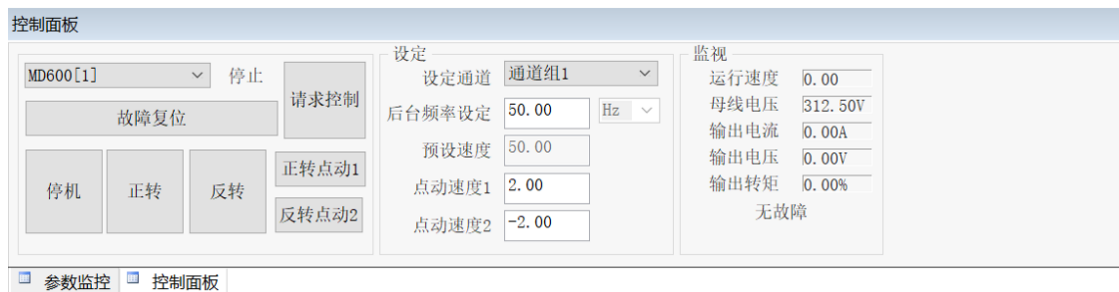 控制面板
MD600[1]
停止
请求控制
故障复位
停机
正转
反转
正转点动1
反转点动2
设定
设定通道 通道组1
后台频率设定 50.00 Hz
预设速度 50.00
点动速度1 2.00
点动速度2 -2.00
监视
运行速度 0.00
母线电压 312.50V
输出电流 0.00A
输出电压 0.00V
输出转矩 0.00%
无故障
参数监控 控制面板